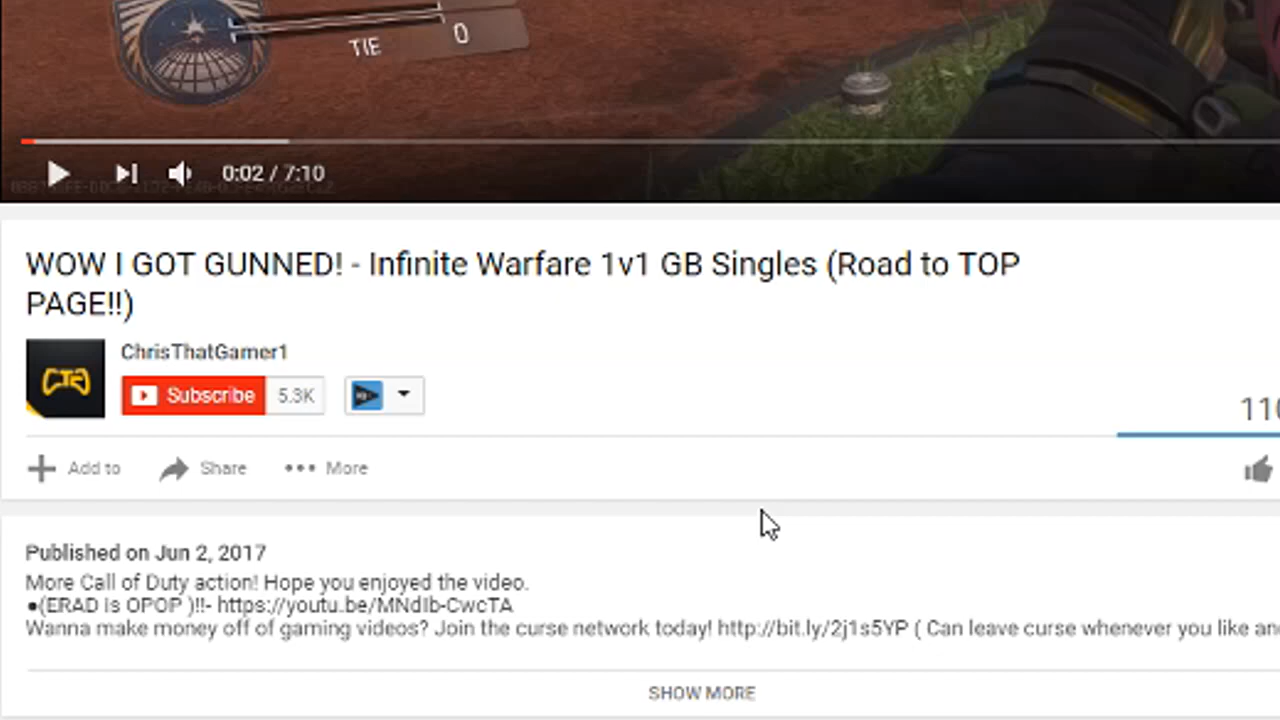 TIE 0
0:02 / 7:10
WOW I GOT GUNNED! - Infinite Warfare 1v1 GB Singles (Road to TOP
PAGE!!)
ChrisThatGamer1
Subscribe 5.3K
110
Add to Share More
Published on Jun 2, 2017
More Call of Duty action! Hope you enjoyed the video.
●(ERAD Is OPOP )!!- https://youtu.be/MNdIb-CwcTA
Wanna make money off of gaming videos? Join the curse network today! http://bit.ly/2j1s5YP ( Can leave curse whenever you like an
SHOW MORE